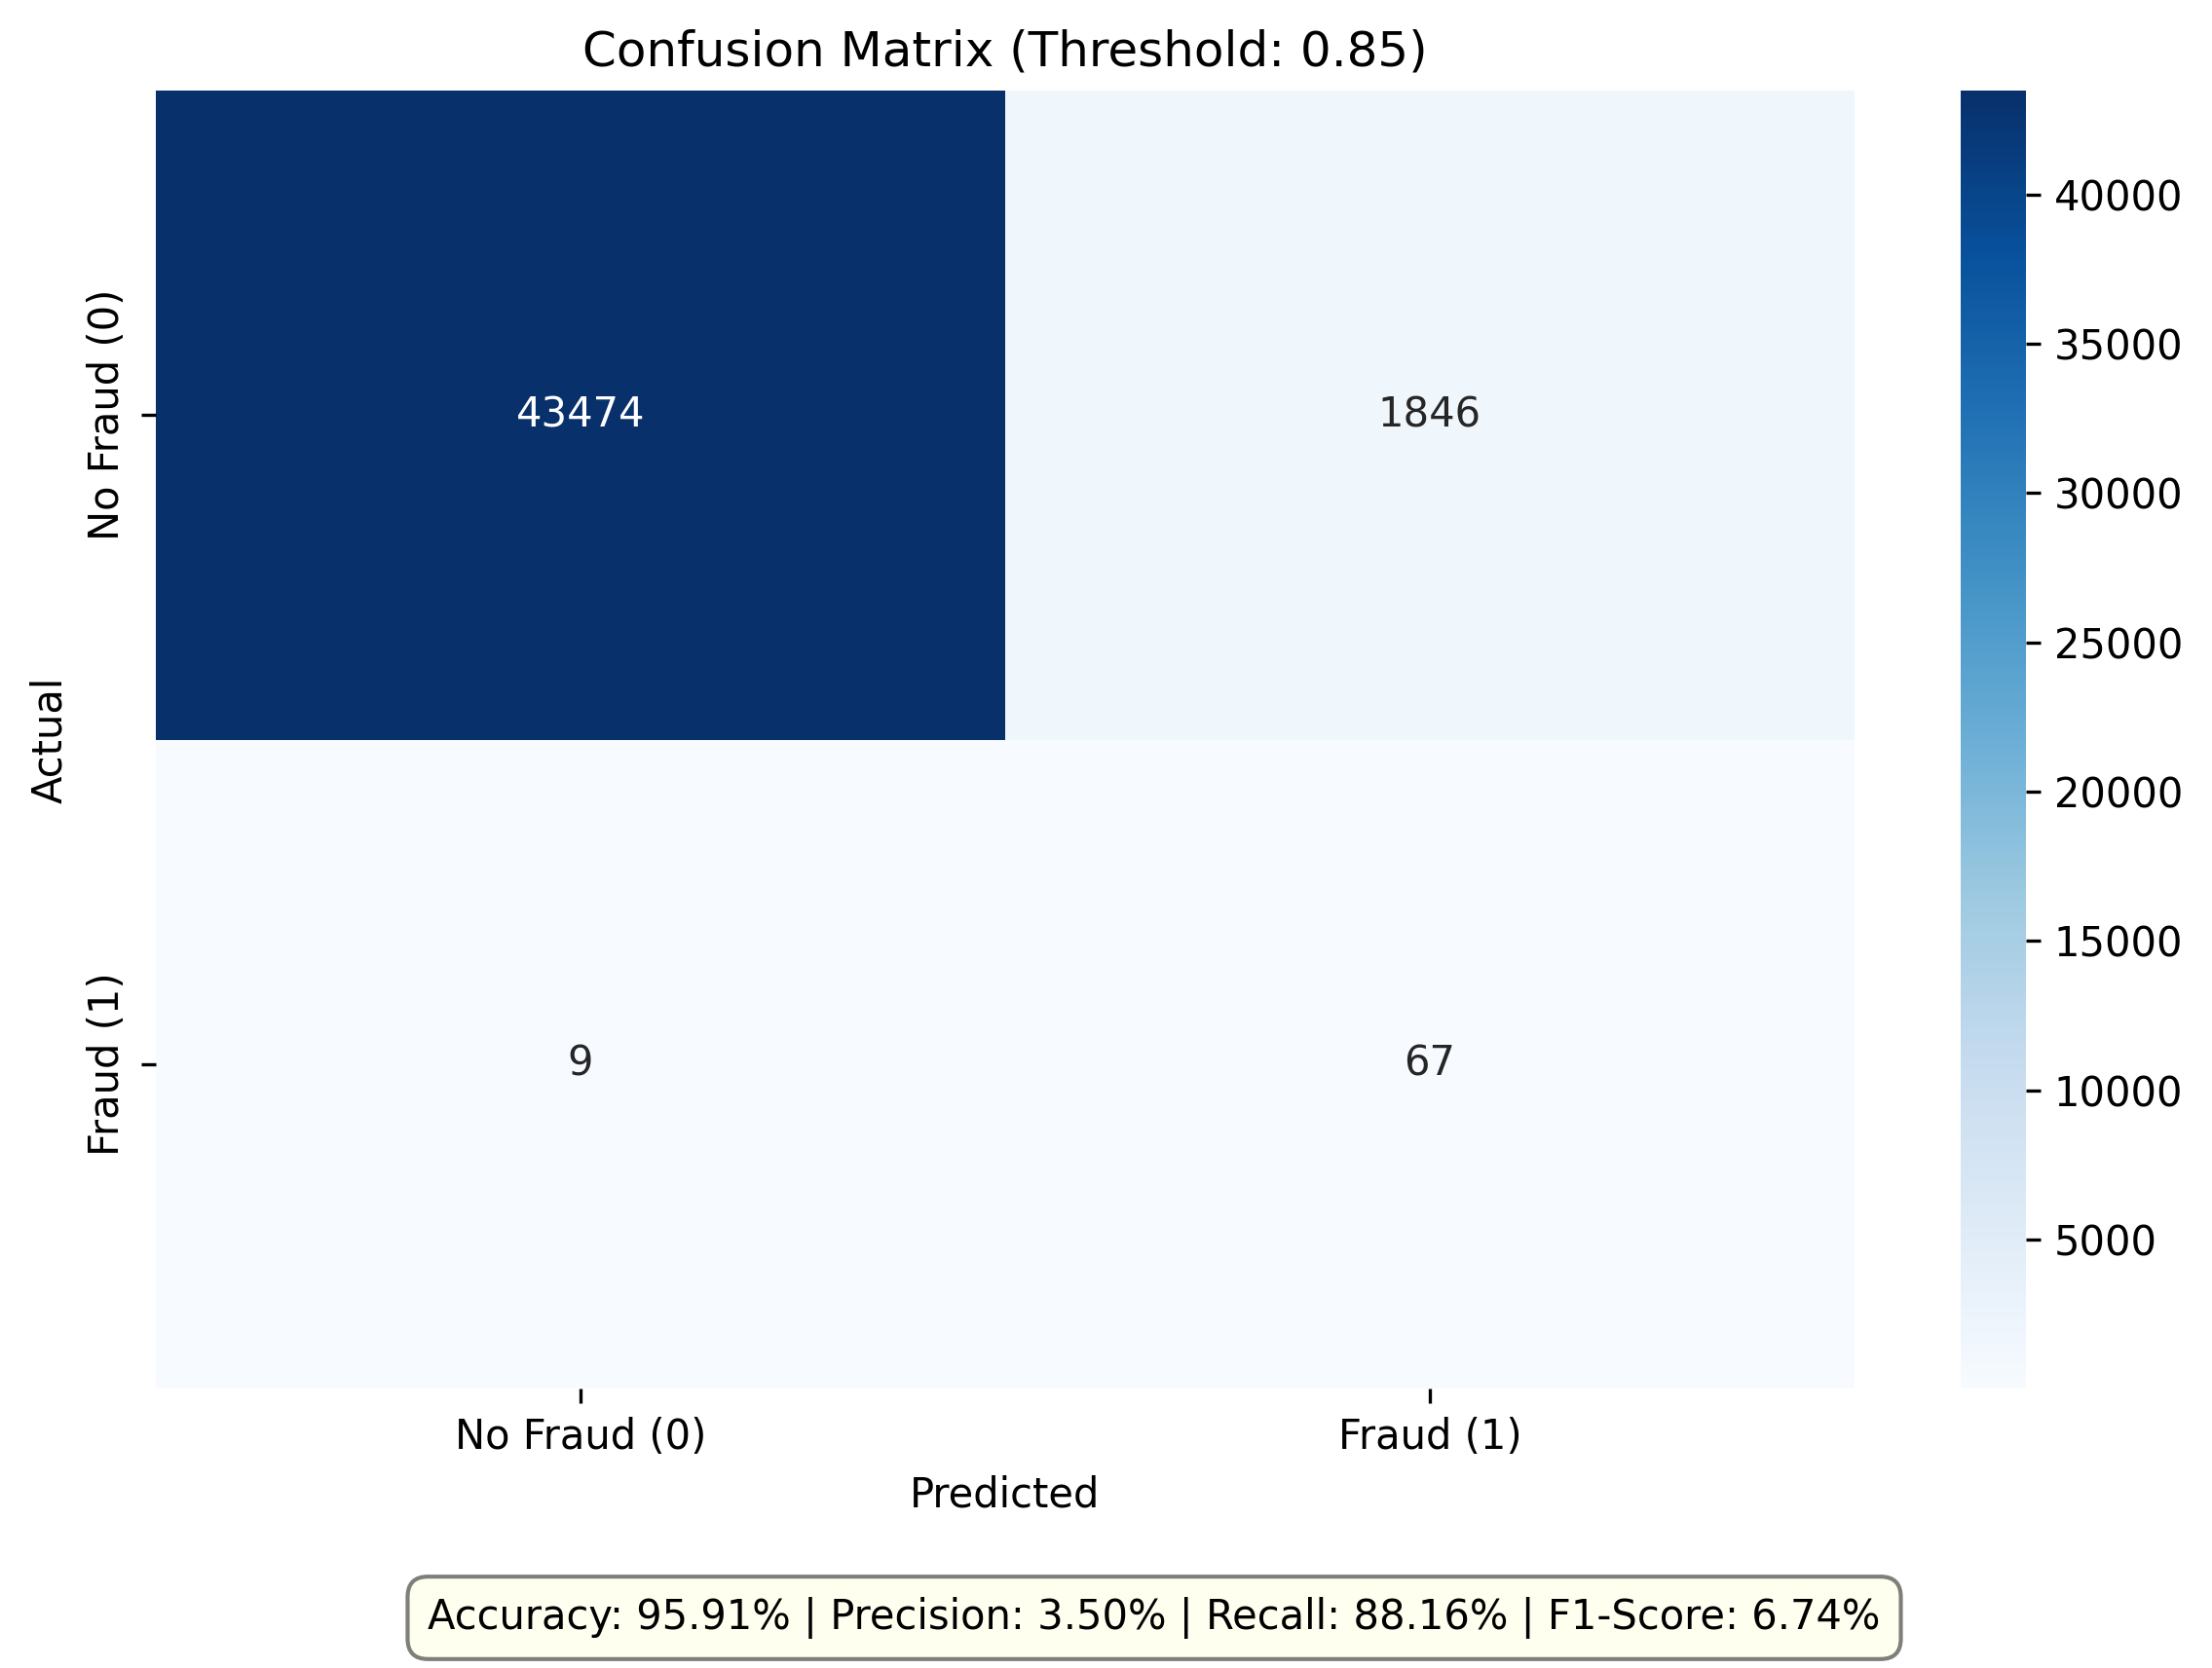 Confusion Matrix (Threshold: 0.85)
Actual
No Fraud (0)
43474
1846
Fraud (1)
9
67
No Fraud (0)
Fraud (1)
Predicted
40000
35000
30000
25000
20000
15000
10000
5000
Accuracy: 95.91% | Precision: 3.50% | Recall: 88.16% | F1-Score: 6.74%